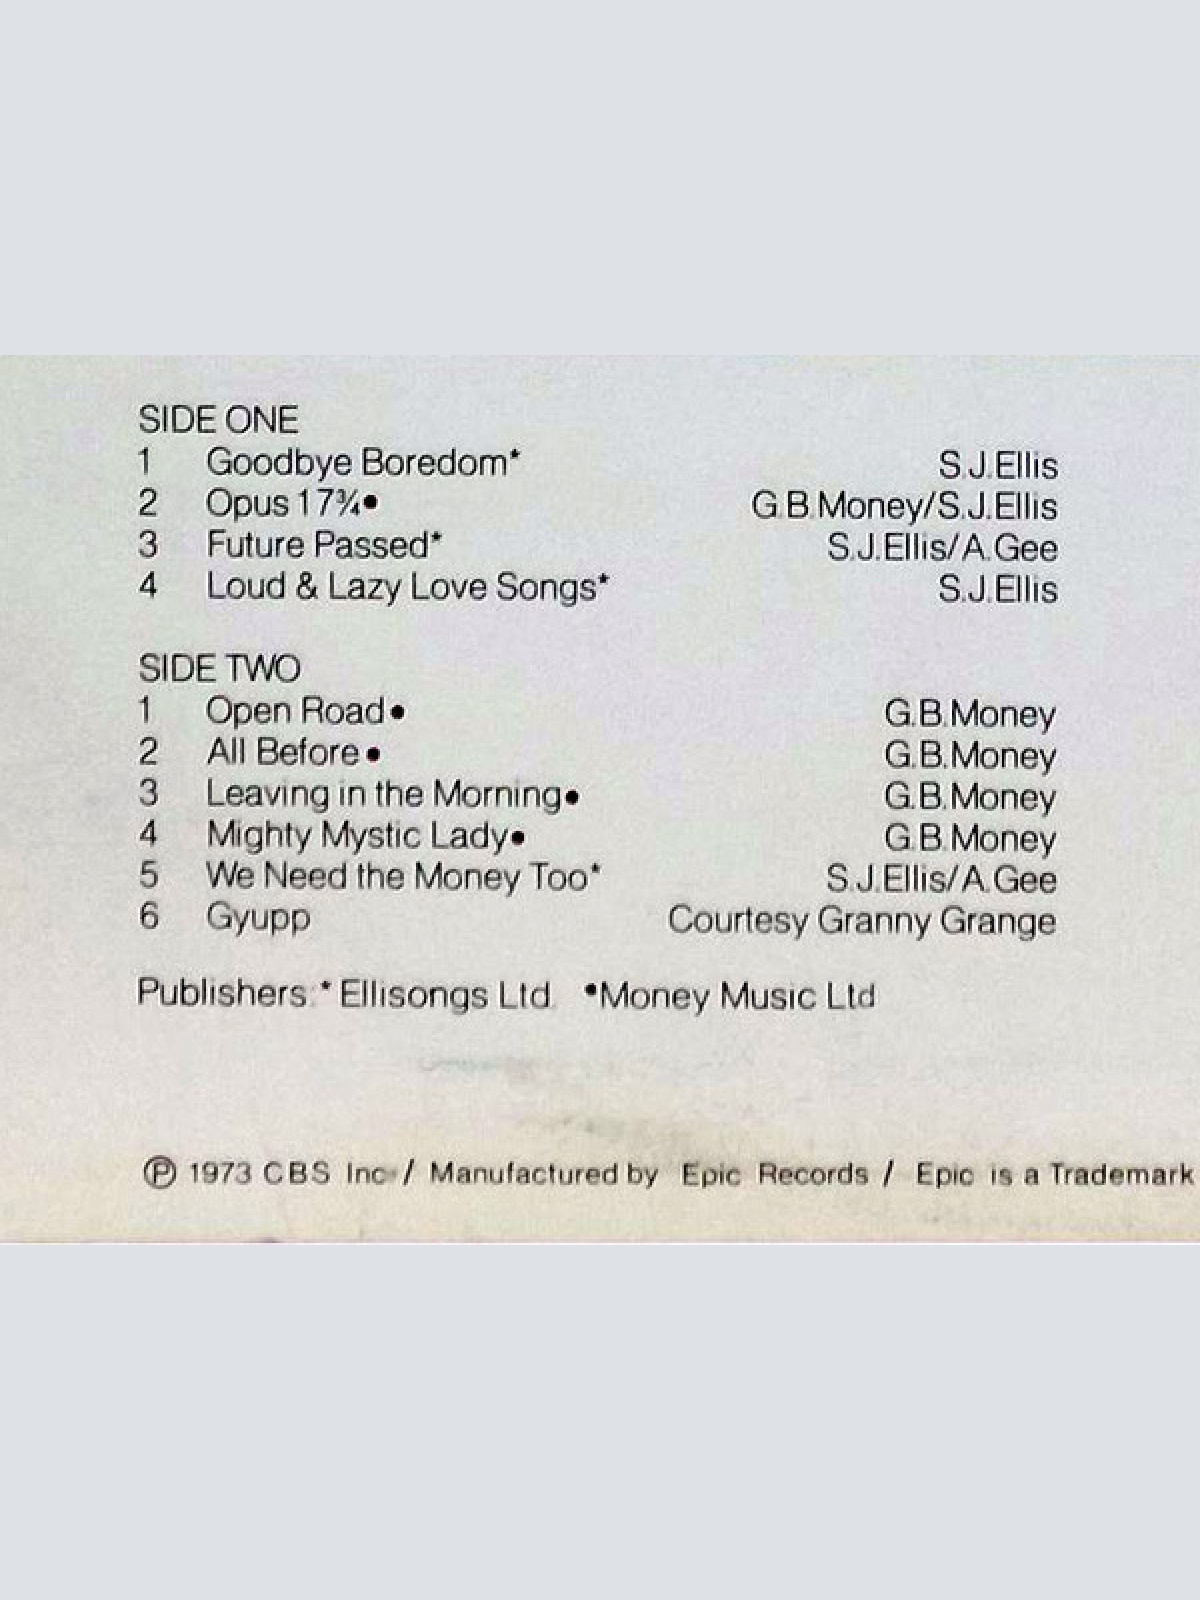 SIDE ONE
1 Goodbye Boredom* S.J.Ellis
2 Opus 17¾● G.B.Money/S.J.Ellis
3 Future Passed* S.J.Ellis/A.Gee
4 Loud & Lazy Love Songs* S.J.Ellis
SIDE TWO
1 Open Road● G.B.Money
2 All Before● G.B.Money
3 Leaving in the Morning● G.B.Money
4 Mighty Mystic Lady● G.B.Money
5 We Need the Money Too* S.J.Ellis/A.Gee
6 Gyupp Courtesy Granny Grange
Publishers:* Ellisongs Ltd. ●Money Music Ltd
Ⓟ 1973 CBS Inc / Manufactured by Epic Records / Epic is a Trademark